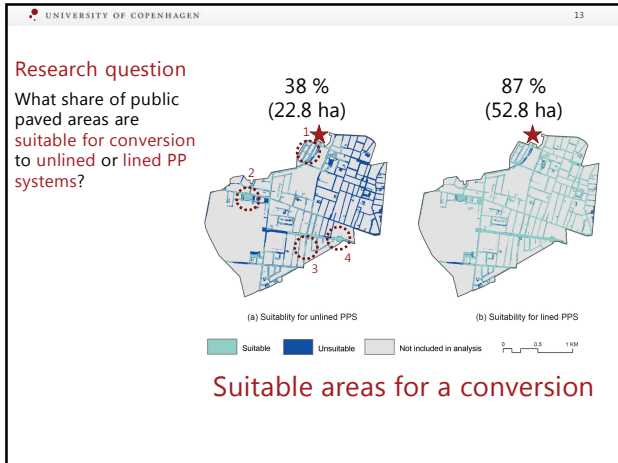 UNIVERSITY OF COPENHAGEN
13
Research question
What share of public
paved areas are
suitable for conversion
to unlined or lined PP
systems?
38 %
(22.8 ha)
87 %
(52.8 ha)
1
2
3
4
(a) Suitablity for unlined PPS
(b) Suitability for lined PPS
Suitable
Unsuitable
Not included in analysis
0 0.5 1 KM
Suitable areas for a conversion